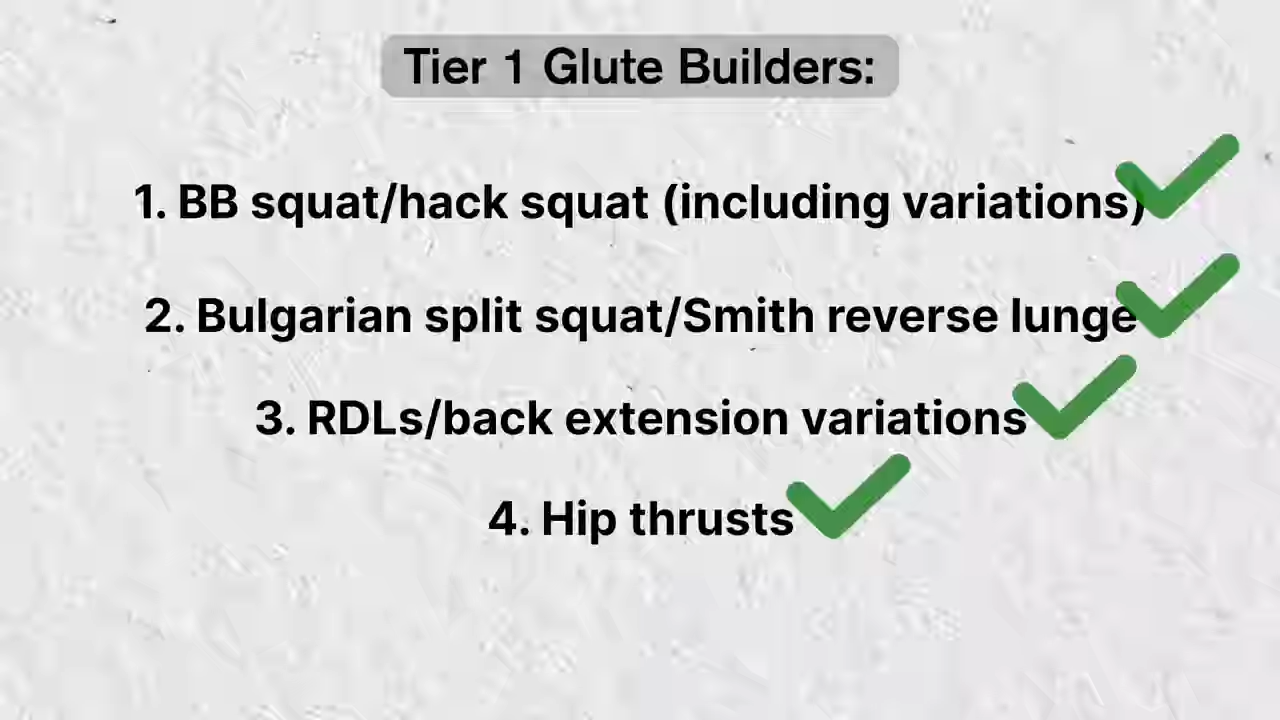 Tier 1 Glute Builders:
1. BB squat/hack squat (including variations)
2. Bulgarian split squat/Smith reverse lunge
3. RDLs/back extension variations
4. Hip thrusts